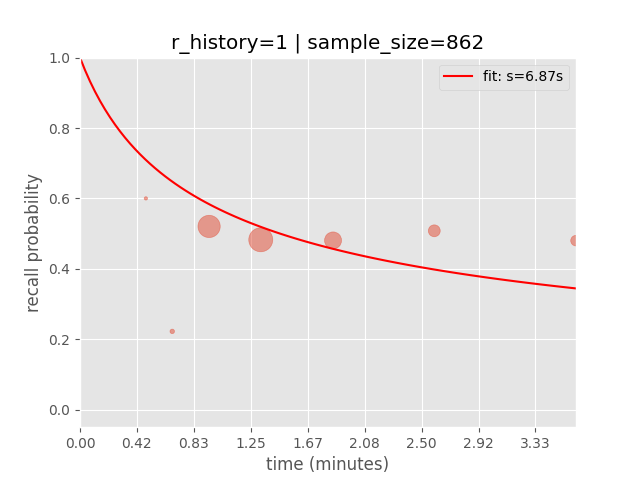 r_history=1 | sample_size=862
fit: s=6.87s
recall probability
1.0
0.8
0.6
0.4
0.2
0.0
0.00 0.42 0.83 1.25 1.67 2.08 2.50 2.92 3.33
time (minutes)